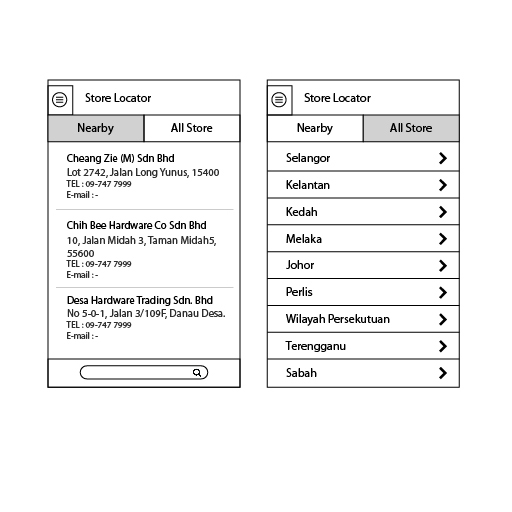 Store Locator
Nearby
All Store
Cheang Zie (M) Sdn Bhd
Lot 2742, Jalan Long Yunus, 15400
TEL : 09-747 7999
E-mail : -
Chih Bee Hardware Co Sdn Bhd
10, Jalan Midah 3, Taman Midah5,
55600
TEL : 09-747 7999
E-mail : -
Desa Hardware Trading Sdn. Bhd
No 5-0-1, Jalan 3/109F, Danau Desa.
TEL : 09-747 7999
E-mail : -
Store Locator
Nearby
All Store
Selangor
Kelantan
Kedah
Melaka
Johor
Perlis
Wilayah Persekutuan
Terengganu
Sabah